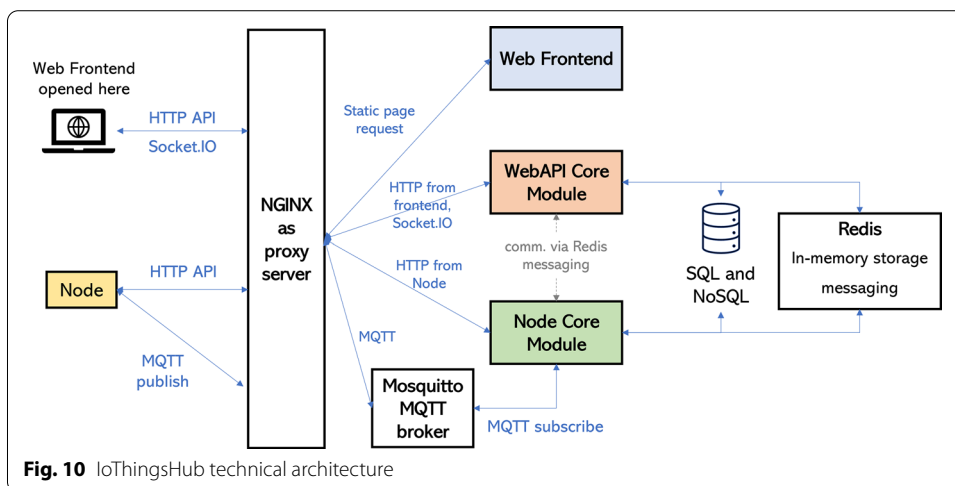 Web Frontend
opened here
HTTP API
Socket.IO
Node
HTTP API
MQTT
publish
NGINX
as
proxy
server
Static page
request
HTTP from
frontend,
Socket.IO
HTTP from
Node
MQTT
Web Frontend
WebAPI Core
Module
comm. via Redis
messaging
Node Core
Module
Mosquitto
MQTT
broker
MQTT subscribe
SQL and
NoSQL
Redis
In-memory storage
messaging
Fig. 10 IoThingsHub technical architecture